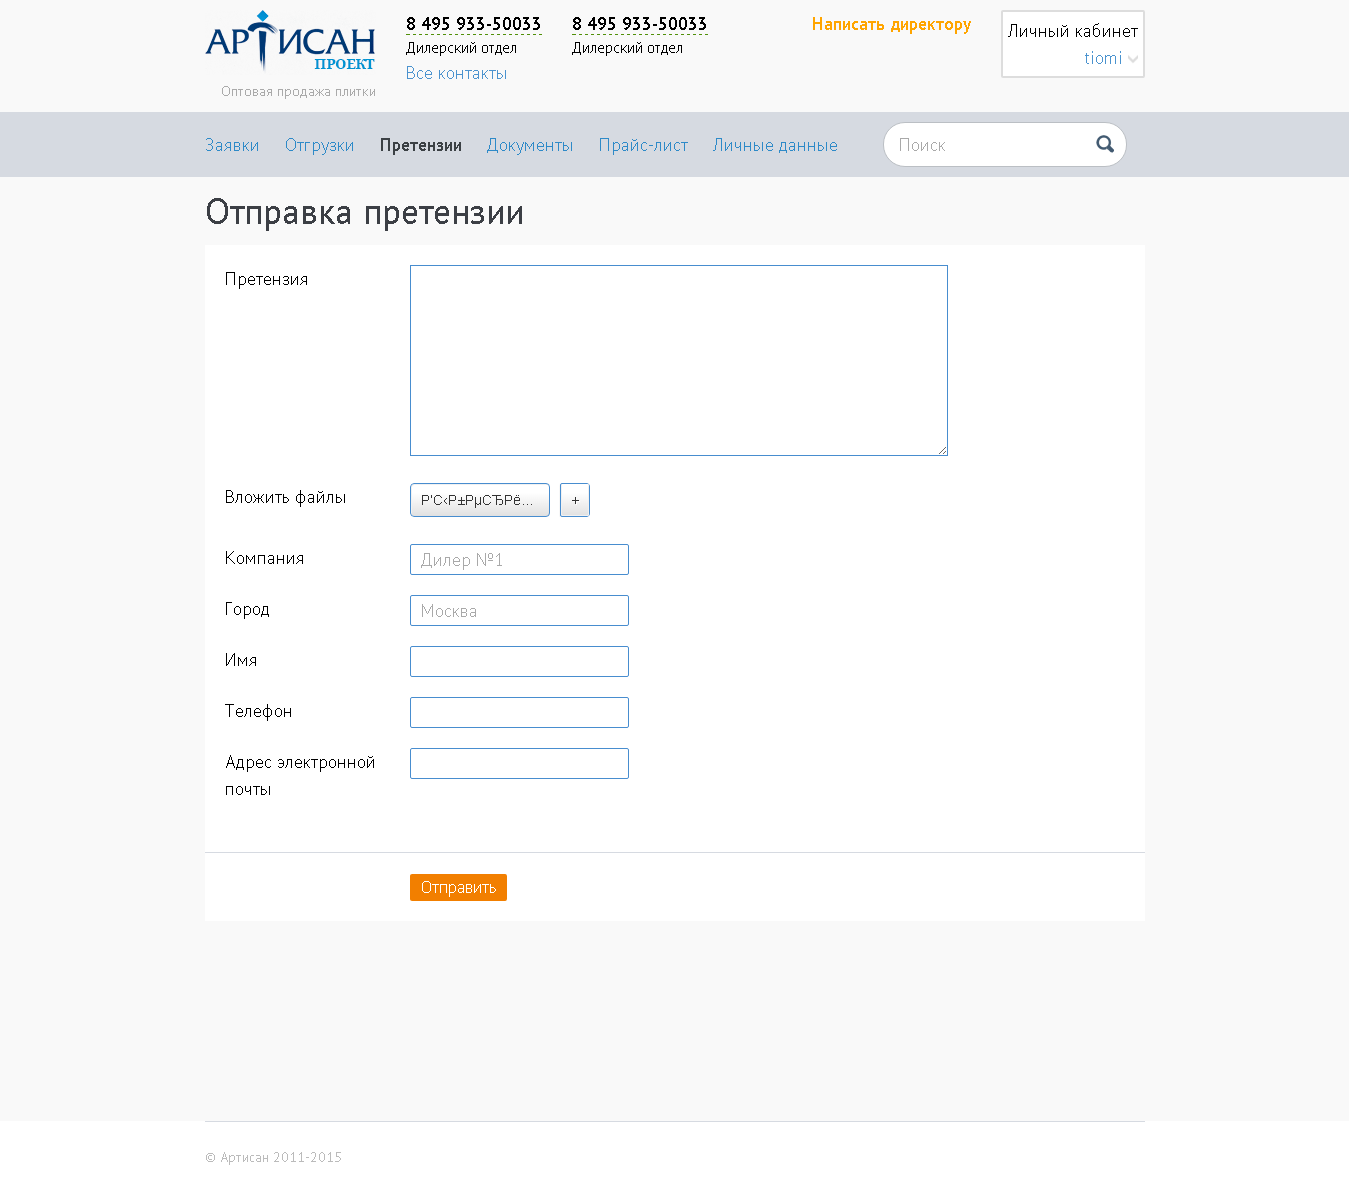 АРТИСАН
ПРОЕКТ
Оптовая продажа плитки
8 495 933-50033
Дилерский отдел
Все контакты
8 495 933-50033
Дилерский отдел
Написать директору
Личный кабинет
tiomi
Заявки Отгрузки Претензии Документы Прайс-лист Личные данные Поиск
Отправка претензии
Претензия
Вложить файлы Р'С‹Р±РµСЂРё... +
Компания Дилер №1
Город Москва
Имя
Телефон
Адрес электронной
почты
Отправить
© Артисан 2011-2015